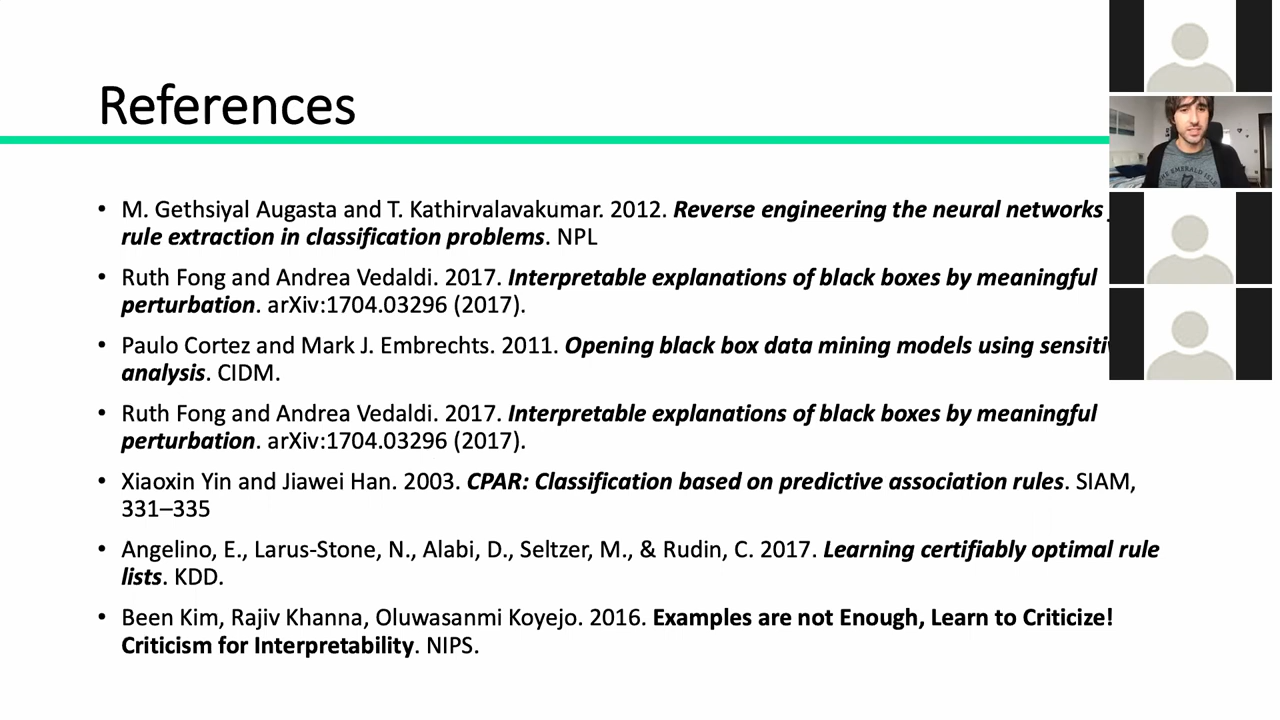 References
• M. Gethsiyal Augasta and T. Kathirvalavakumar. 2012. Reverse engineering the neural networks
rule extraction in classification problems. NPL
• Ruth Fong and Andrea Vedaldi. 2017. Interpretable explanations of black boxes by meaningful
perturbation. arXiv:1704.03296 (2017).
• Paulo Cortez and Mark J. Embrechts. 2011. Opening black box data mining models using
analysis. CIDM.
• Ruth Fong and Andrea Vedaldi. 2017. Interpretable explanations of black boxes by meaningful
perturbation. arXiv:1704.03296 (2017).
• Xiaoxin Yin and Jiawei Han. 2003. CPAR: Classification based on predictive association rules. SIAM,
331–335
• Angelino, E., Larus-Stone, N., Alabi, D., Seltzer, M., & Rudin, C. 2017. Learning certifiably optimal rule
lists. KDD.
• Been Kim, Rajiv Khanna, Oluwasanmi Koyejo. 2016. Examples are not Enough, Learn to Criticize!
Criticism for Interpretability. NIPS.
THE EMERALD ISLE